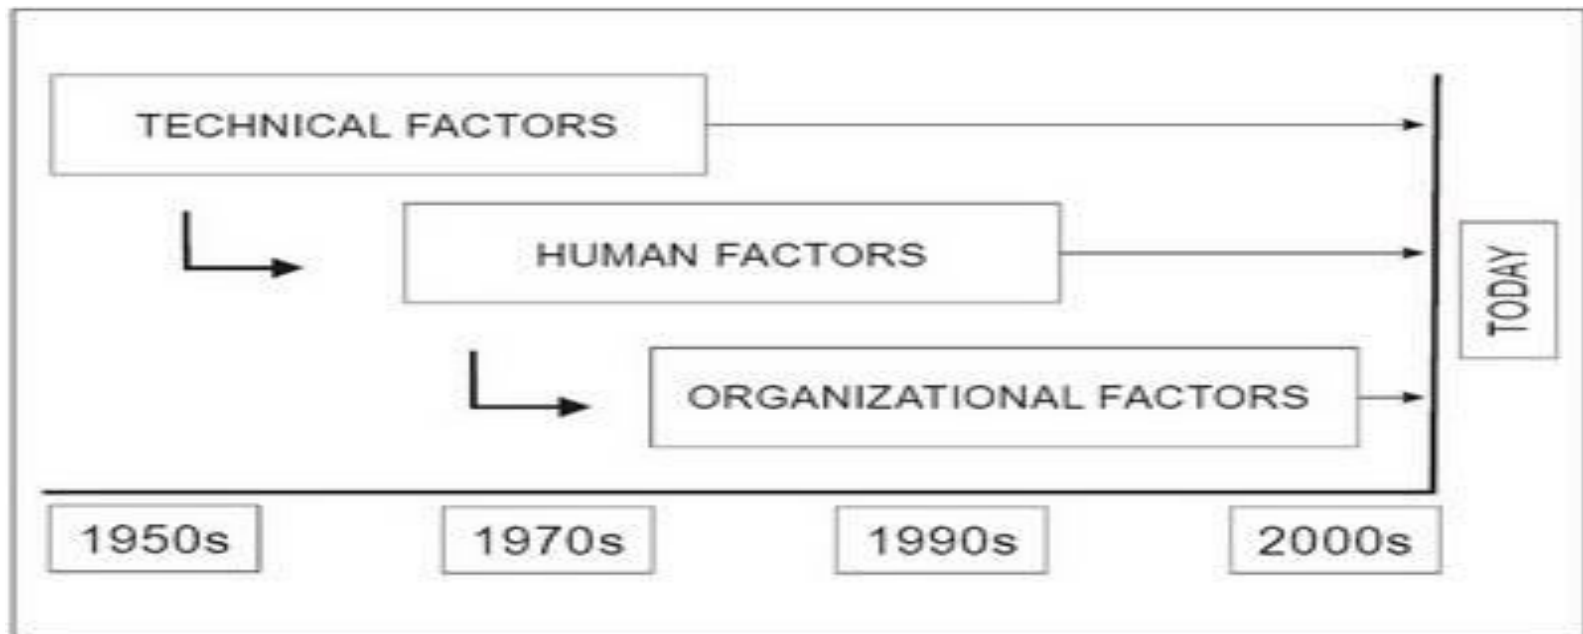 TECHNICAL FACTORS
HUMAN FACTORS
TODAY
ORGANIZATIONAL FACTORS
1950s 1970s 1990s 2000s